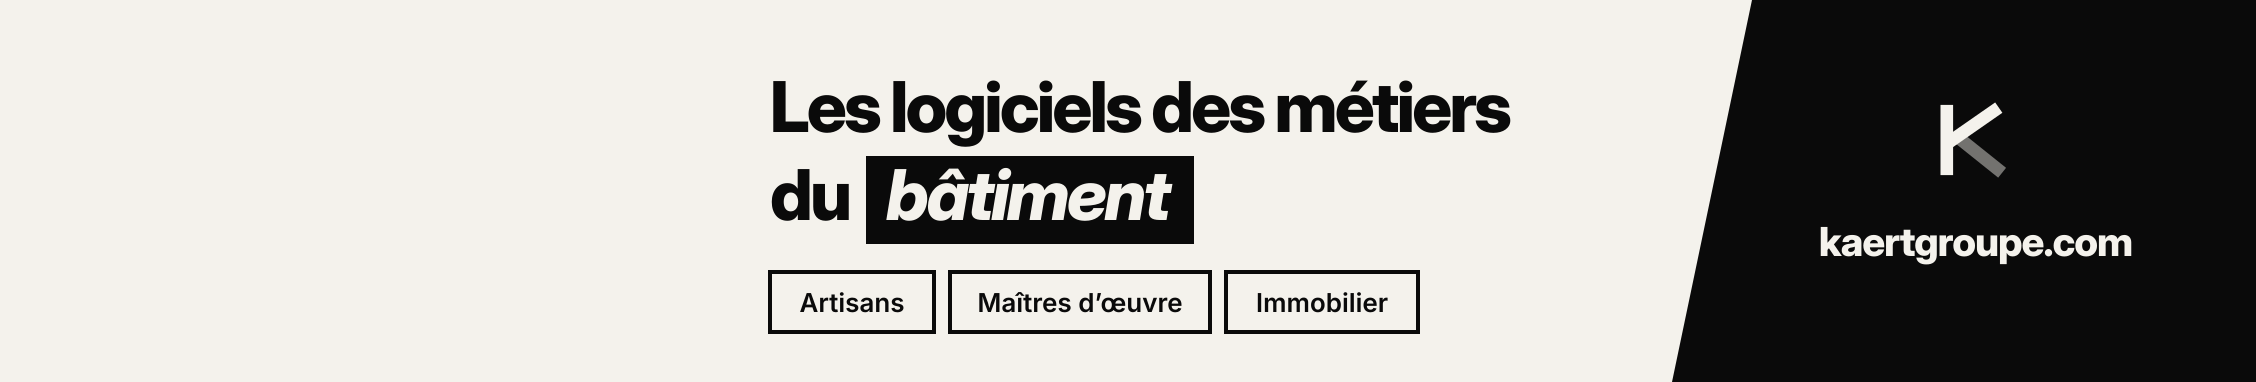 Les logiciels des métiers
du bâtiment
Artisans
Maîtres d’œuvre
Immobilier
K
kaertgroupe.com